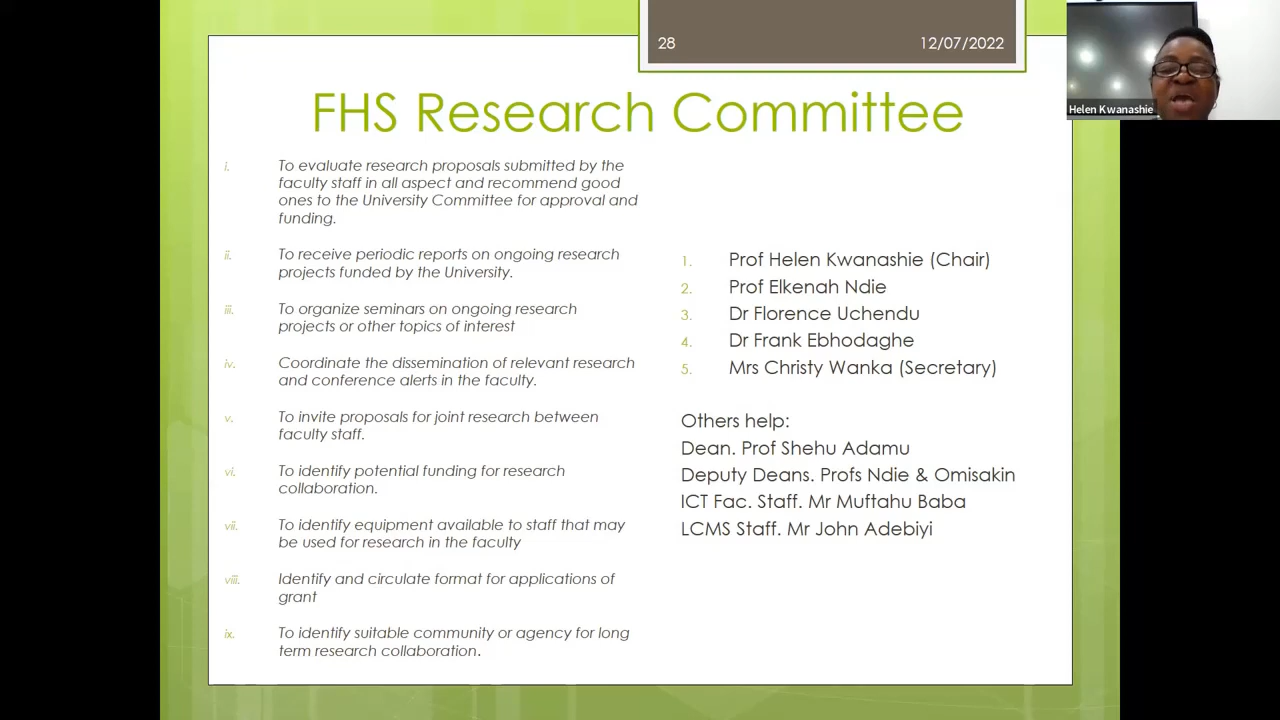 28
12/07/2022
Helen Kwanashie
FHS Research Committee
i. To evaluate research proposals submitted by the
faculty staff in all aspect and recommend good
ones to the University Committee for approval and
funding.
ii. To receive periodic reports on ongoing research
projects funded by the University.
iii. To organize seminars on ongoing research
projects or other topics of interest
iv. Coordinate the dissemination of relevant research
and conference alerts in the faculty.
v. To invite proposals for joint research between
faculty staff.
vi. To identify potential funding for research
collaboration.
vii. To identify equipment available to staff that may
be used for research in the faculty
viii. Identify and circulate format for applications of
grant
ix. To identify suitable community or agency for long
term research collaboration.
1. Prof Helen Kwanashie (Chair)
2. Prof Elkenah Ndie
3. Dr Florence Uchendu
4. Dr Frank Ebhodaghe
5. Mrs Christy Wanka (Secretary)
Others help:
Dean. Prof Shehu Adamu
Deputy Deans. Profs Ndie & Omisakin
ICT Fac. Staff. Mr Muftahu Baba
LCMS Staff. Mr John Adebiyi